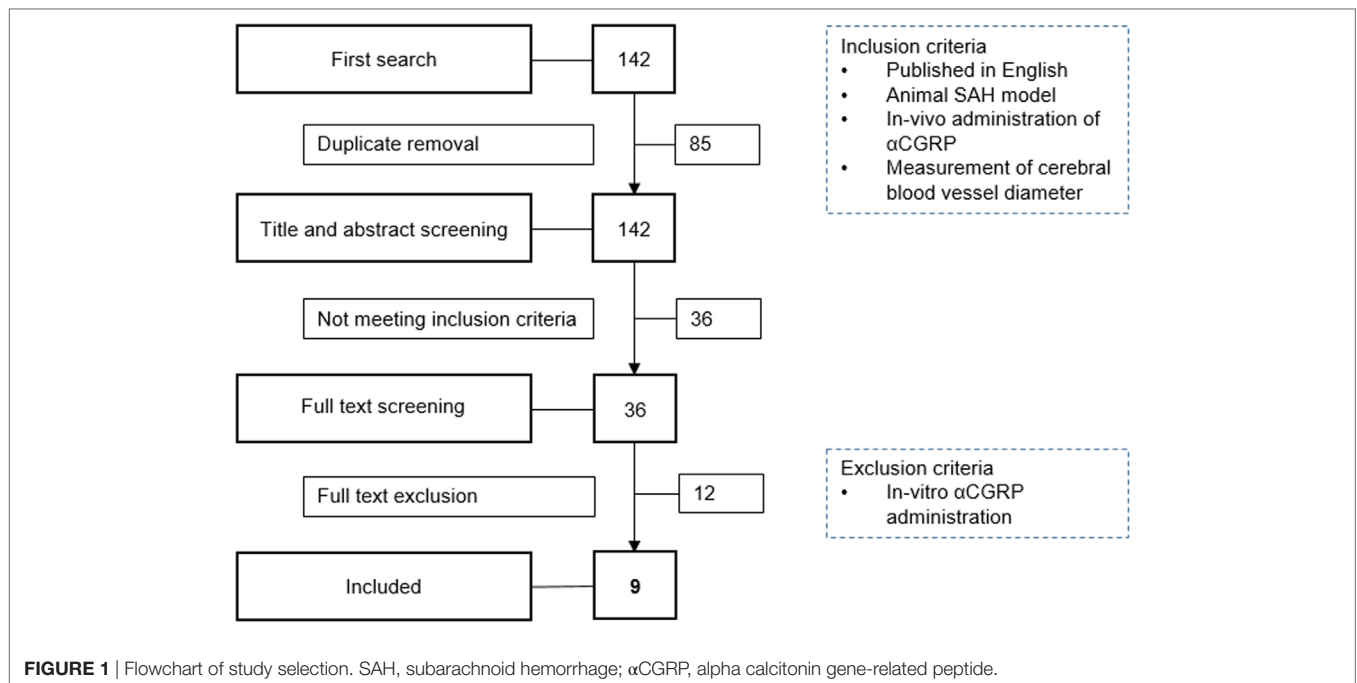 First search
142
Duplicate removal
85
Title and abstract screening
142
Not meeting inclusion criteria
36
Full text screening
36
Full text exclusion
12
Included
9
Inclusion criteria
• Published in English
• Animal SAH model
• In-vivo administration of
αCGRP
• Measurement of cerebral
blood vessel diameter
Exclusion criteria
• In-vitro αCGRP
administration
FIGURE 1 | Flowchart of study selection. SAH, subarachnoid hemorrhage; αCGRP, alpha calcitonin gene-related peptide.